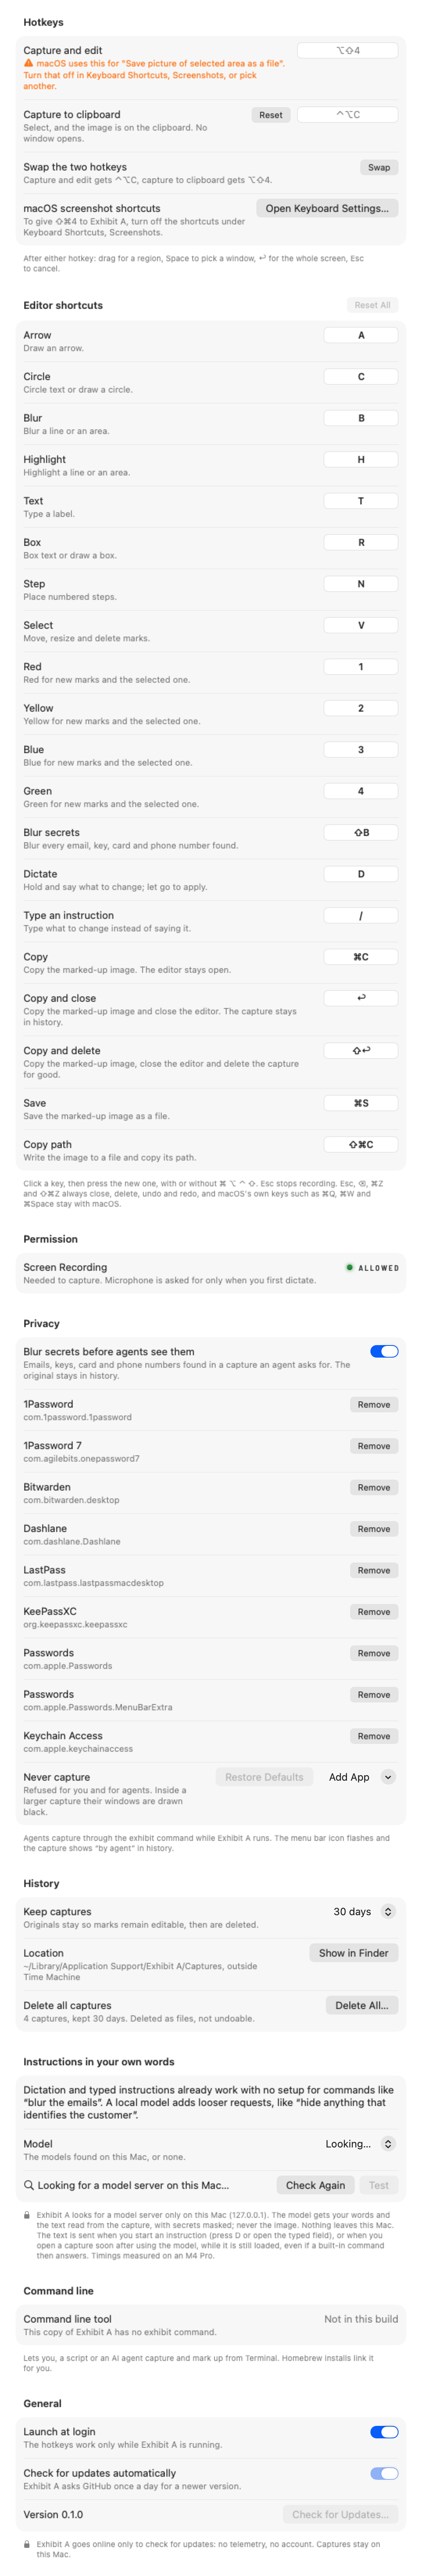 Hotkeys
Capture and edit
⌥⇧4
macOS uses this for "Save picture of selected area as a file".
Turn that off in Keyboard Shortcuts, Screenshots, or pick
another.
Capture to clipboard
Reset
⌃⌥C
Select, and the image is on the clipboard. No
window opens.
Swap the two hotkeys
Swap
Capture and edit gets ⌃⌥C, capture to clipboard gets ⌥⇧4.
macOS screenshot shortcuts
Open Keyboard Settings...
To give ⇧⌘4 to Exhibit A, turn off the shortcuts under
Keyboard Shortcuts, Screenshots.
After either hotkey: drag for a region, Space to pick a window, ↩ for the whole screen, Esc
to cancel.
Editor shortcuts
Reset All
Arrow
A
Draw an arrow.
Circle
C
Circle text or draw a circle.
Blur
B
Blur a line or an area.
Highlight
H
Highlight a line or an area.
Text
T
Type a label.
Box
R
Box text or draw a box.
Step
N
Place numbered steps.
Select
V
Move, resize and delete marks.
Red
1
Red for new marks and the selected one.
Yellow
2
Yellow for new marks and the selected one.
Blue
3
Blue for new marks and the selected one.
Green
4
Green for new marks and the selected one.
Blur secrets
⇧B
Blur every email, key, card and phone number found.
Dictate
D
Hold and say what to change; let go to apply.
Type an instruction
/
Type what to change instead of saying it.
Copy
⌘C
Copy the marked-up image. The editor stays open.
Copy and close
↩
Copy the marked-up image and close the editor. The capture stays
in history.
Copy and delete
⇧↩
Copy the marked-up image, close the editor and delete the capture
for good.
Save
⌘S
Save the marked-up image as a file.
Copy path
⇧⌘C
Write the image to a file and copy its path.
Click a key, then press the new one, with or without ⌘ ⌥ ⌃ ⇧. Esc stops recording. Esc, ⌫, ⌘Z
and ⇧⌘Z always close, delete, undo and redo, and macOS's own keys such as ⌘Q, ⌘W and
⌘Space stay with macOS.
Permission
Screen Recording
ALLOWED
Needed to capture. Microphone is asked for only when you first dictate.
Privacy
Blur secrets before agents see them
Emails, keys, card and phone numbers found in a capture an agent asks for. The
original stays in history.
1Password
Remove
com.1password.1password
1Password 7
Remove
com.agilebits.onepassword7
Bitwarden
Remove
com.bitwarden.desktop
Dashlane
Remove
com.dashlane.Dashlane
LastPass
Remove
com.lastpass.lastpassmacdesktop
KeePassXC
Remove
org.keepassxc.keepassxc
Passwords
Remove
com.apple.Passwords
Passwords
Remove
com.apple.Passwords.MenuBarExtra
Keychain Access
Remove
com.apple.keychainaccess
Never capture
Restore Defaults
Add App
Refused for you and for agents. Inside a
larger capture their windows are drawn
black.
Agents capture through the exhibit command while Exhibit A runs. The menu bar icon flashes and
the capture shows "by agent" in history.
History
Keep captures
30 days
Originals stay so marks remain editable, then are deleted.
Location
Show in Finder
~/Library/Application Support/Exhibit A/Captures, outside
Time Machine
Delete all captures
Delete All...
4 captures, kept 30 days. Deleted as files, not undoable.
Instructions in your own words
Dictation and typed instructions already work with no setup for commands like
"blur the emails". A local model adds looser requests, like "hide anything that
identifies the customer".
Model
Looking...
The models found on this Mac, or none.
Looking for a model server on this Mac...
Check Again
Test
Exhibit A looks for a model server only on this Mac (127.0.0.1). The model gets your words and
the text read from the capture, with secrets masked; never the image. Nothing leaves this Mac.
The text is sent when you start an instruction (press D or open the typed field), or when you
open a capture soon after using the model, while it is still loaded, even if a built-in command
then answers. Timings measured on an M4 Pro.
Command line
Command line tool
Not in this build
This copy of Exhibit A has no exhibit command.
Lets you, a script or an AI agent capture and mark up from Terminal. Homebrew installs link it
for you.
General
Launch at login
The hotkeys work only while Exhibit A is running.
Check for updates automatically
Exhibit A asks GitHub once a day for a newer version.
Version 0.1.0
Check for Updates...
Exhibit A goes online only to check for updates: no telemetry, no account. Captures stay on
this Mac.